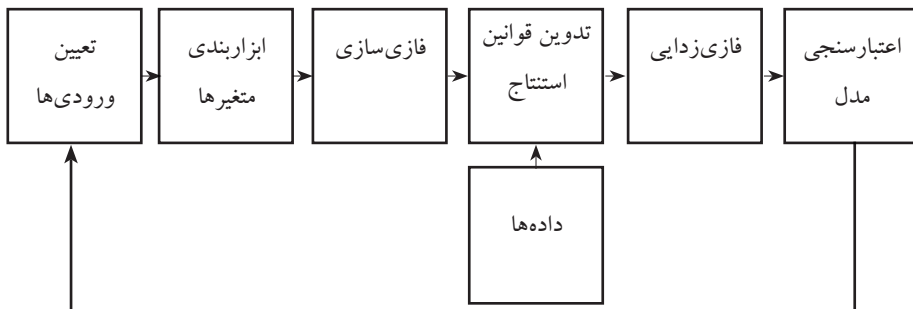 تعیین
ورودی‌ها
ابزاربندی
متغیرها
فازی‌سازی
تدوین قوانین
استنتاج
فازی‌زدایی
اعتبارسنجی
مدل
داده‌ها